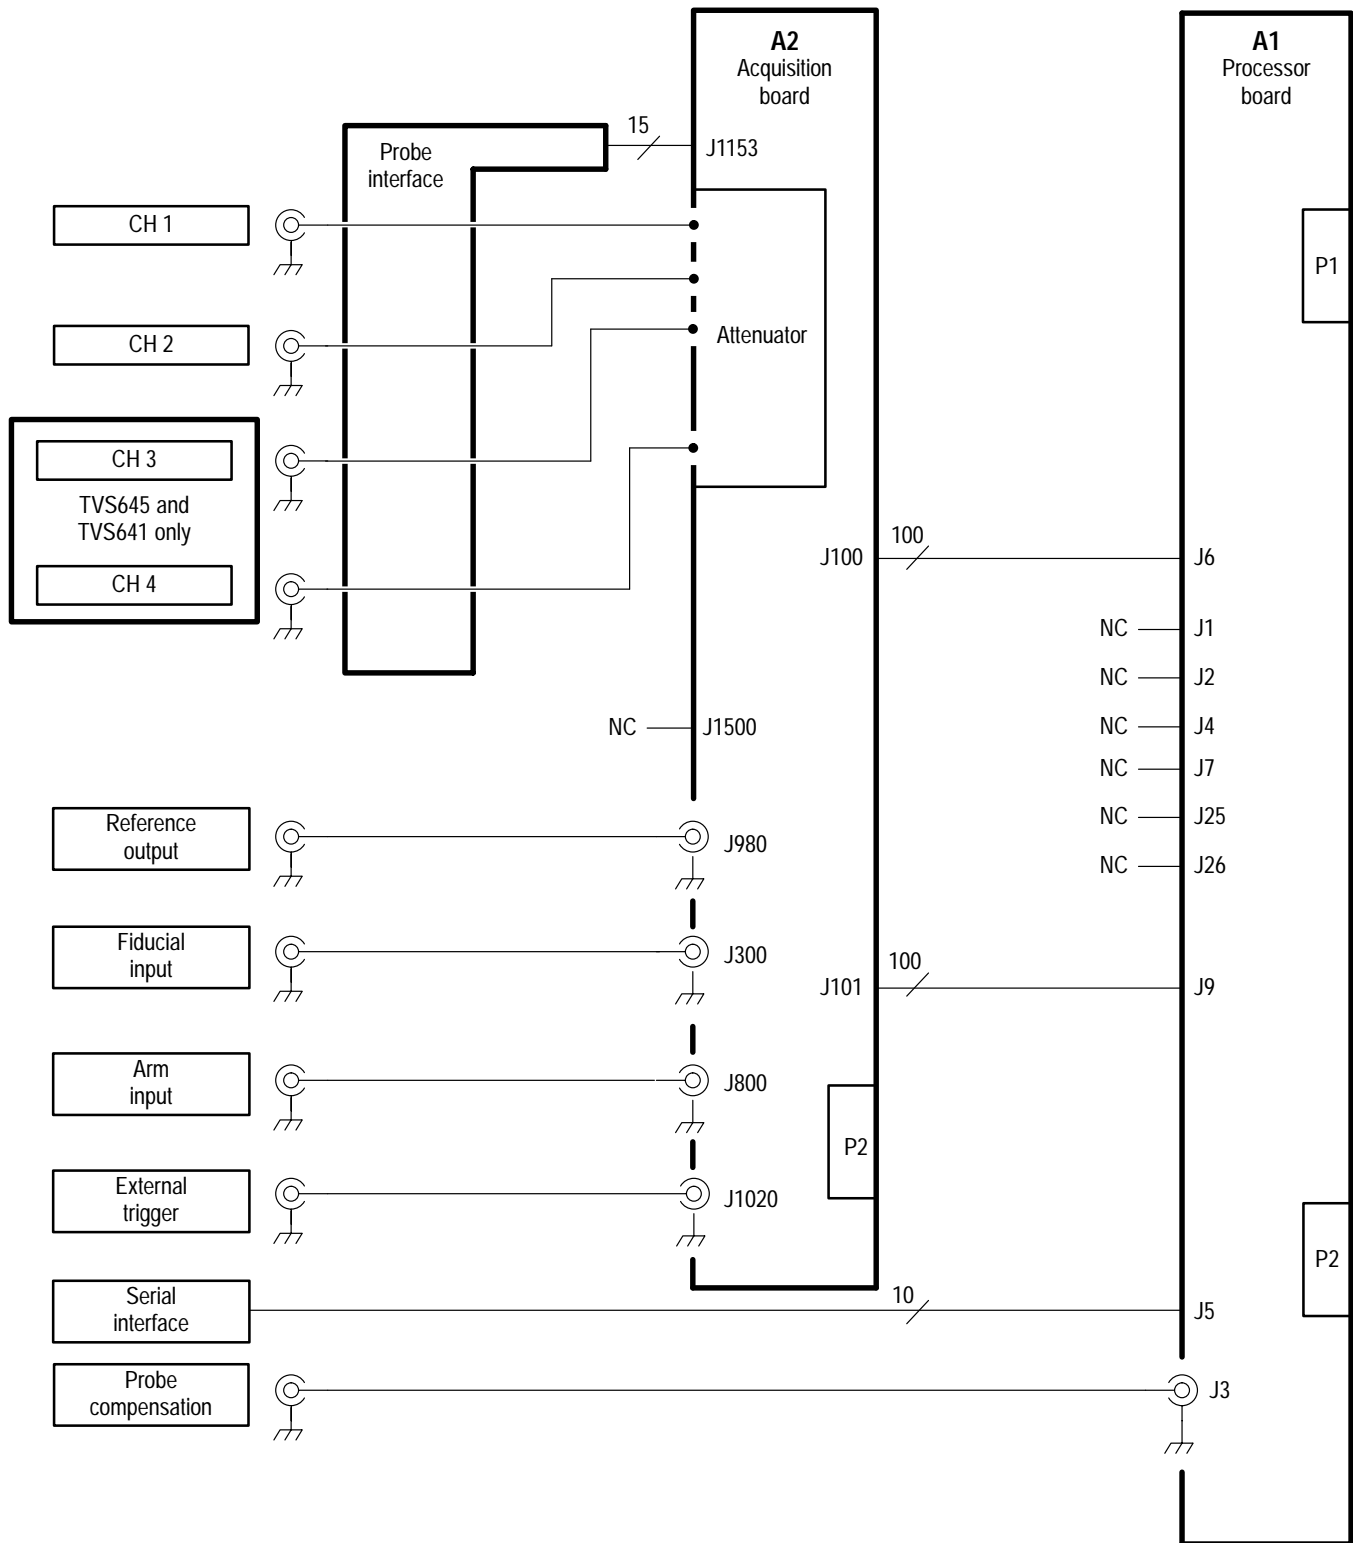 A2
Acquisition
board
A1
Processor
board
15
J1153
Probe
interface
CH 1
P1
CH 2
Attenuator
CH 3
TVS645 and
TVS641 only
CH 4
J100
100
J6
NC
J1
NC
J2
NC
J1500
NC
J4
NC
J7
NC
J25
NC
J26
Reference
output
J980
Fiducial
input
J300
J101
100
J9
Arm
input
J800
P2
External
trigger
J1020
P2
Serial
interface
10
J5
Probe
compensation
J3